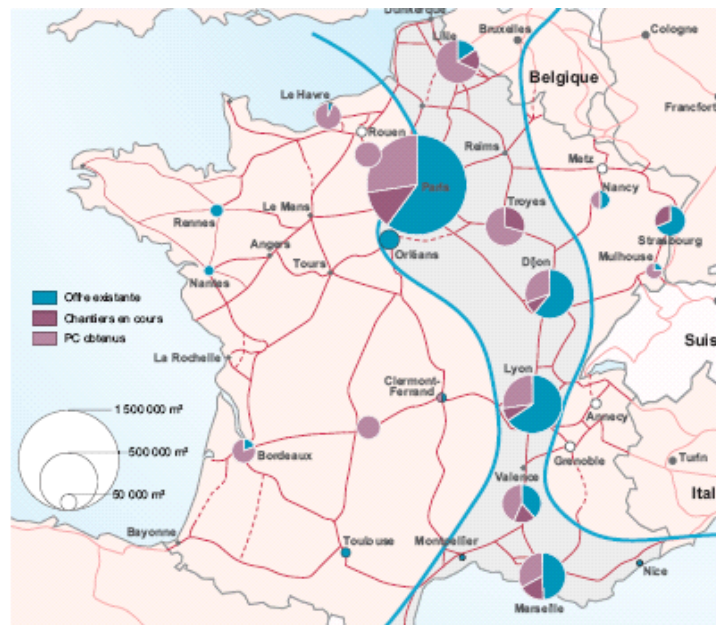 Dunkerque
Lille
Bruxelles
Cologne
Belgique
Le Havre
Francfort
Rouen
Reims
Metz
Paris
Nancy
Troyes
Rennes
Le Mans
Strasbourg
Orléans
Angers
Mulhouse
Dijon
Tours
Nantes
Offre existante
Chantiers en cours
PC obtenus
Suis
La Rochelle
Lyon
Clermont-
Ferrand
1 500 000 m²
Annecy
500 000 m²
Bordeaux
Grenoble
Turin
Valence
50 000 m²
Ital
Bayonne
Toulouse
Montpellier
Nice
Marseille